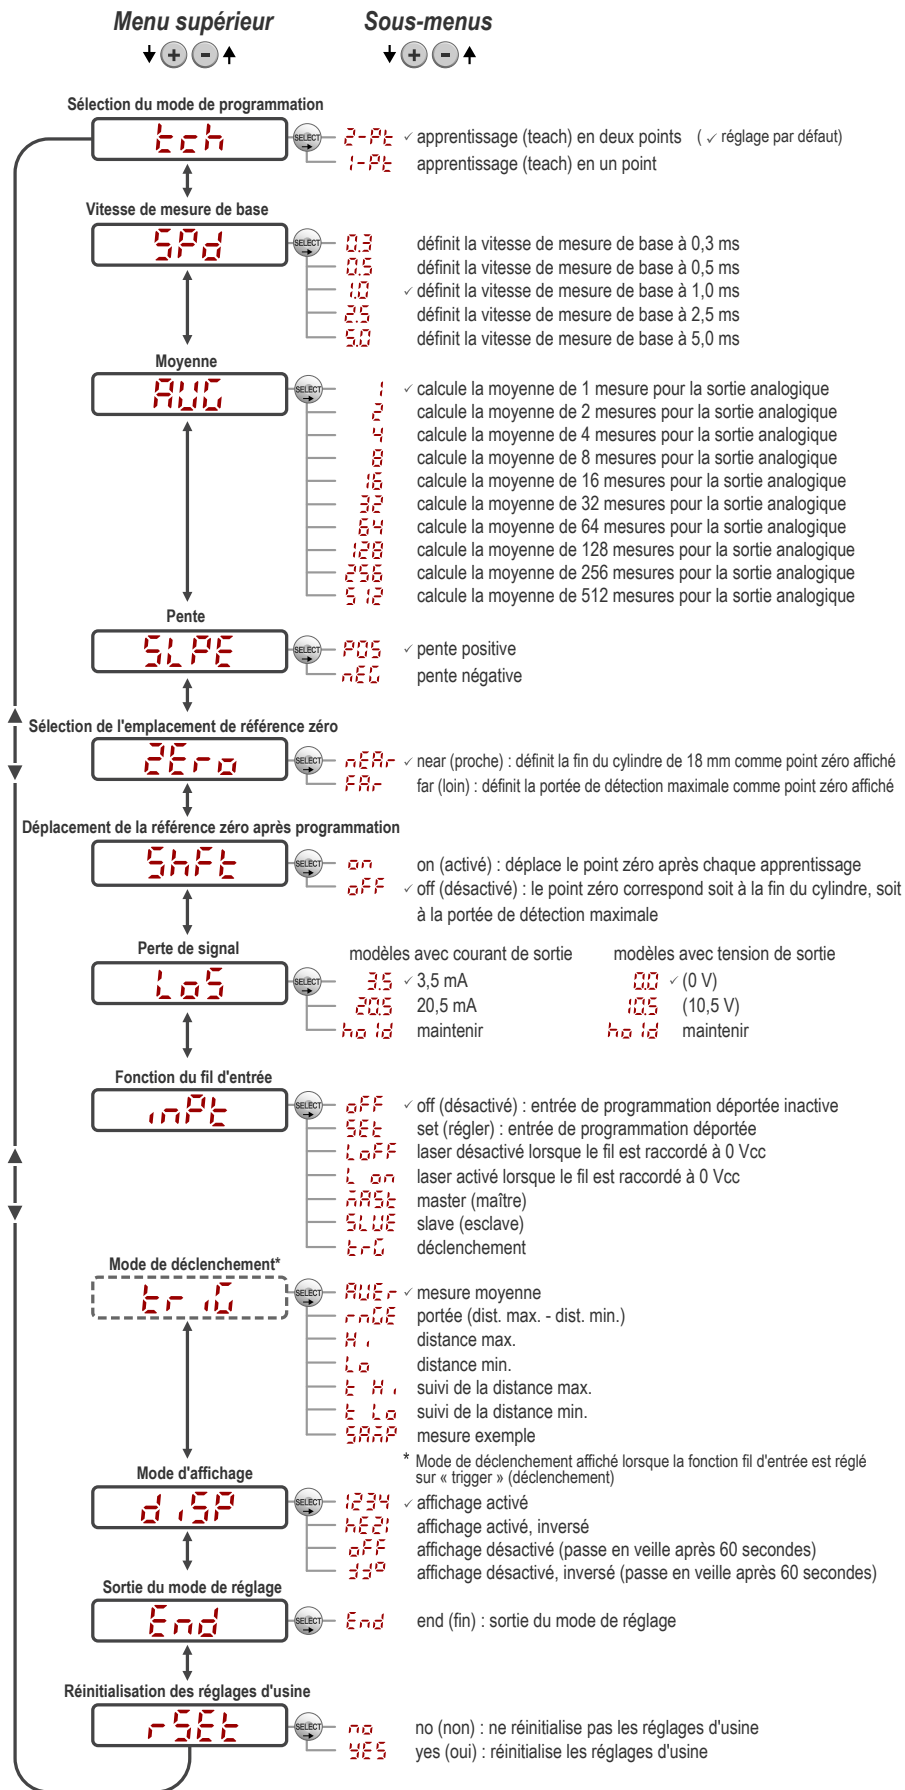 Menu supérieur Sous-menus
+ - + -
Sélection du mode de programmation
tch SELECT 2-Pt ✓ apprentissage (teach) en deux points ( ✓ réglage par défaut)
1-Pt apprentissage (teach) en un point
Vitesse de mesure de base
SPd SELECT 0.3 définit la vitesse de mesure de base à 0,3 ms
0.5 définit la vitesse de mesure de base à 0,5 ms
1.0 ✓ définit la vitesse de mesure de base à 1,0 ms
2.5 définit la vitesse de mesure de base à 2,5 ms
5.0 définit la vitesse de mesure de base à 5,0 ms
Moyenne
AVG SELECT 1 ✓ calcule la moyenne de 1 mesure pour la sortie analogique
2 calcule la moyenne de 2 mesures pour la sortie analogique
4 calcule la moyenne de 4 mesures pour la sortie analogique
8 calcule la moyenne de 8 mesures pour la sortie analogique
16 calcule la moyenne de 16 mesures pour la sortie analogique
32 calcule la moyenne de 32 mesures pour la sortie analogique
64 calcule la moyenne de 64 mesures pour la sortie analogique
128 calcule la moyenne de 128 mesures pour la sortie analogique
256 calcule la moyenne de 256 mesures pour la sortie analogique
512 calcule la moyenne de 512 mesures pour la sortie analogique
Pente
SLPE SELECT POS ✓ pente positive
nEG pente négative
Sélection de l'emplacement de référence zéro
ZEro SELECT nEAr ✓ near (proche) : définit la fin du cylindre de 18 mm comme point zéro affiché
FAr far (loin) : définit la portée de détection maximale comme point zéro affiché
Déplacement de la référence zéro après programmation
ShFt SELECT on on (activé) : déplace le point zéro après chaque apprentissage
oFF ✓ off (désactivé) : le point zéro correspond soit à la fin du cylindre, soit
à la portée de détection maximale
Perte de signal modèles avec courant de sortie modèles avec tension de sortie
LoS SELECT 3.5 ✓ 3,5 mA 0.0 ✓ (0 V)
20.5 20,5 mA 10.5 (10,5 V)
hold maintenir hold maintenir
Fonction du fil d'entrée
inPt SELECT oFF ✓ off (désactivé) : entrée de programmation déportée inactive
SEt set (régler) : entrée de programmation déportée
LoFF laser désactivé lorsque le fil est raccordé à 0 Vcc
L on laser activé lorsque le fil est raccordé à 0 Vcc
mASt master (maître)
SLVE slave (esclave)
trG déclenchement
Mode de déclenchement*
triG SELECT AVEr ✓ mesure moyenne
rnGE portée (dist. max. - dist. min.)
Hi distance max.
Lo distance min.
t Hi suivi de la distance max.
t Lo suivi de la distance min.
SAmP mesure exemple
* Mode de déclenchement affiché lorsque la fonction fil d'entrée est réglé
sur « trigger » (déclenchement)
Mode d'affichage
diSP SELECT 1234 ✓ affichage activé
hEZI affichage activé, inversé
oFF affichage désactivé (passe en veille après 60 secondes)
affichage désactivé, inversé (passe en veille après 60 secondes)
Sortie du mode de réglage
End SELECT End end (fin) : sortie du mode de réglage
Réinitialisation des réglages d'usine
rSEt SELECT no no (non) : ne réinitialise pas les réglages d'usine
YES yes (oui) : réinitialise les réglages d'usine